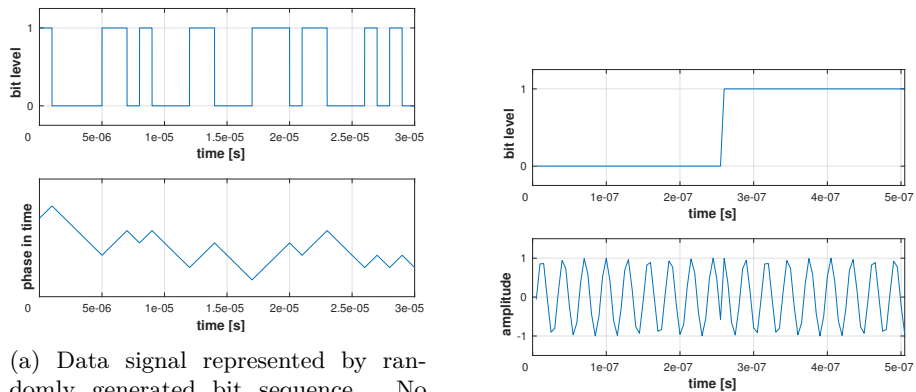 bit level
1
0
0
5e-06
1e-05
1.5e-05
2e-05
2.5e-05
3e-05
time [s]
phase in time
0
5e-06
1e-05
1.5e-05
2e-05
2.5e-05
3e-05
time [s]
(a) Data signal represented by ran-
domly generated bit sequence. No
bit level
1
0
0
1e-07
2e-07
3e-07
4e-07
5e-07
time [s]
amplitude
1
0
-1
0
1e-07
2e-07
3e-07
4e-07
5e-07
time [s]